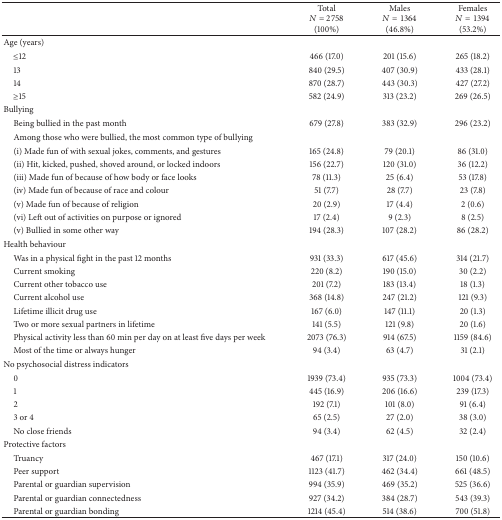 Total Males Females
N = 2758 N = 1364 N = 1394
(100%) (46.8%) (53.2%)
Age (years)
≤12 466 (17.0) 201 (15.6) 265 (18.2)
13 840 (29.5) 407 (30.9) 433 (28.1)
14 870 (28.7) 443 (30.3) 427 (27.2)
≥15 582 (24.9) 313 (23.2) 269 (26.5)
Bullying
Being bullied in the past month 679 (27.8) 383 (32.9) 296 (23.2)
Among those who were bullied, the most common type of bullying
(i) Made fun of with sexual jokes, comments, and gestures 165 (24.8) 79 (20.1) 86 (31.0)
(ii) Hit, kicked, pushed, shoved around, or locked indoors 156 (22.7) 120 (31.0) 36 (12.2)
(iii) Made fun of because of how body or face looks 78 (11.3) 25 (6.4) 53 (17.8)
(iv) Made fun of because of race and colour 51 (7.7) 28 (7.7) 23 (7.8)
(v) Made fun of because of religion 20 (2.9) 17 (4.4) 2 (0.6)
(vi) Left out of activities on purpose or ignored 17 (2.4) 9 (2.3) 8 (2.5)
(v) Bullied in some other way 194 (28.3) 107 (28.2) 86 (28.2)
Health behaviour
Was in a physical fight in the past 12 months 931 (33.3) 617 (45.6) 314 (21.7)
Current smoking 220 (8.2) 190 (15.0) 30 (2.2)
Current other tobacco use 201 (7.2) 183 (13.4) 18 (1.3)
Current alcohol use 368 (14.8) 247 (21.2) 121 (9.3)
Lifetime illicit drug use 167 (6.0) 147 (11.1) 20 (1.3)
Two or more sexual partners in lifetime 141 (5.5) 121 (9.8) 20 (1.6)
Physical activity less than 60 min per day on at least five days per week 2073 (76.3) 914 (67.5) 1159 (84.6)
Most of the time or always hunger 94 (3.4) 63 (4.7) 31 (2.1)
No psychosocial distress indicators
0 1939 (73.4) 935 (73.3) 1004 (73.4)
1 445 (16.9) 206 (16.6) 239 (17.3)
2 192 (7.1) 101 (8.0) 91 (6.4)
3 or 4 65 (2.5) 27 (2.0) 38 (3.0)
No close friends 94 (3.4) 62 (4.5) 32 (2.4)
Protective factors
Truancy 467 (17.1) 317 (24.0) 150 (10.6)
Peer support 1123 (41.7) 462 (34.4) 661 (48.5)
Parental or guardian supervision 994 (35.9) 469 (35.2) 525 (36.6)
Parental or guardian connectedness 927 (34.2) 384 (28.7) 543 (39.3)
Parental or guardian bonding 1214 (45.4) 514 (38.6) 700 (51.8)